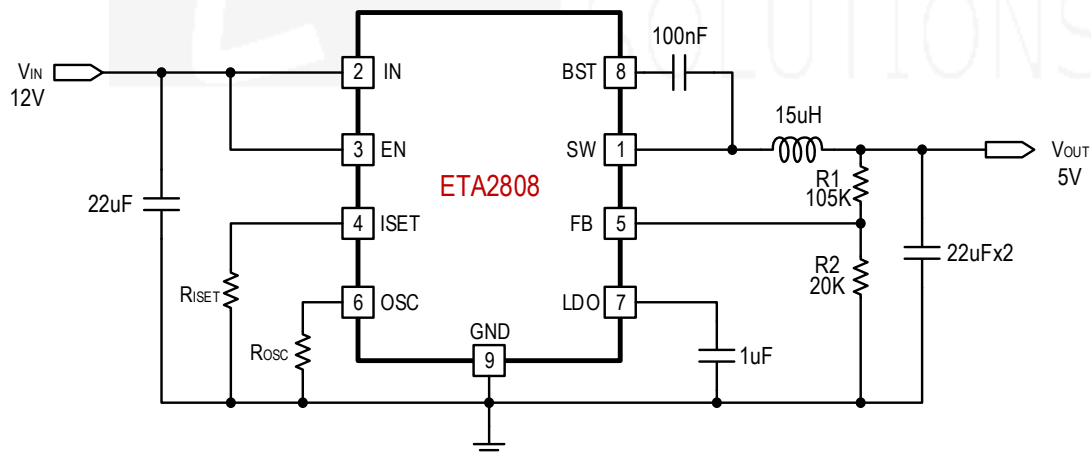 SOLUTIONS
VIN
12V
22uF
RISET
ROSC
2 IN
3 EN
4 ISET
6 OSC
ETA2808
GND
9
BST 8
SW 1
FB 5
LDO 7
100nF
15uH
R1
105K
R2
20K
1uF
22uFx2
VOUT
5V